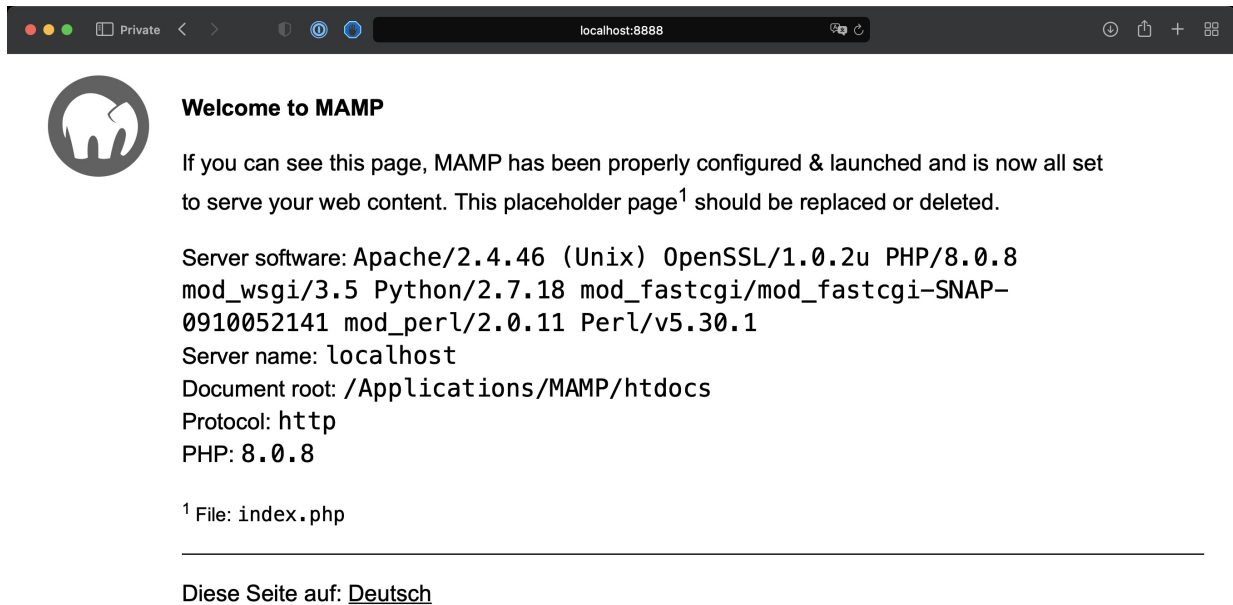 Private
localhost:8888
Welcome to MAMP
If you can see this page, MAMP has been properly configured & launched and is now all set
to serve your web content. This placeholder page1 should be replaced or deleted.
Server software: Apache/2.4.46 (Unix) OpenSSL/1.0.2u PHP/8.0.8
mod_wsgi/3.5 Python/2.7.18 mod_fastcgi/mod_fastcgi-SNAP-
0910052141 mod_perl/2.0.11 Perl/v5.30.1
Server name: localhost
Document root: /Applications/MAMP/htdocs
Protocol: http
PHP: 8.0.8
1 File: index.php
Diese Seite auf: Deutsch